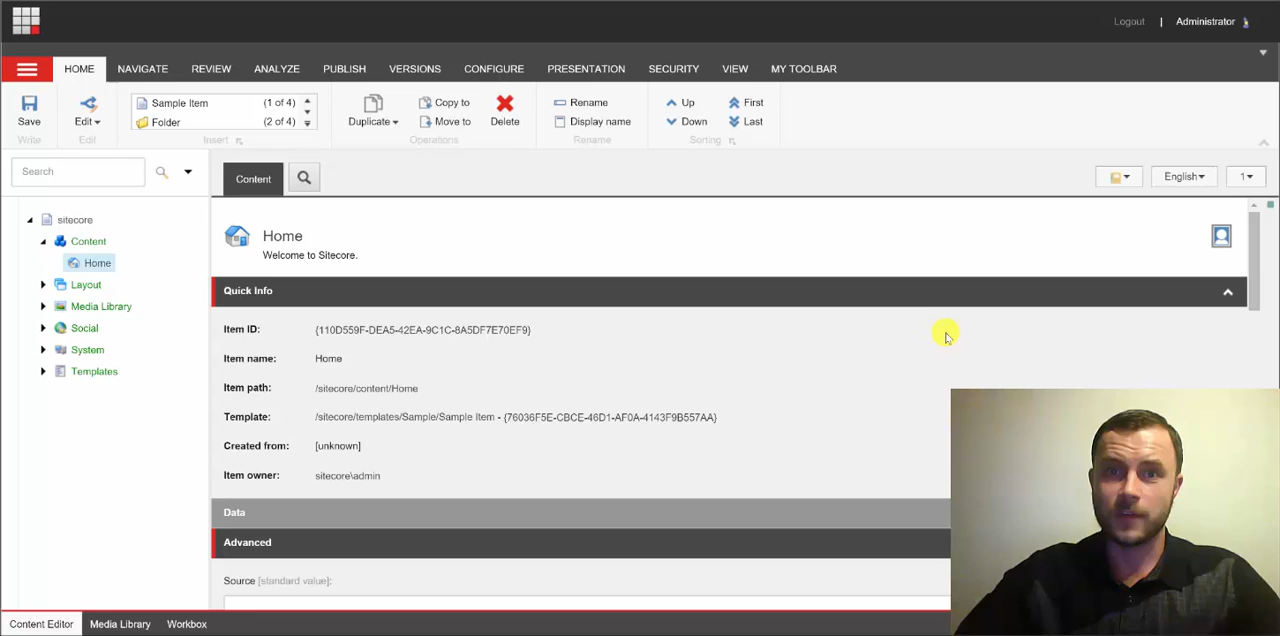 Logout | Administrator
HOME NAVIGATE REVIEW ANALYZE PUBLISH VERSIONS CONFIGURE PRESENTATION SECURITY VIEW MY TOOLBAR
Sample Item (1 of 4) Copy to Rename Up First
Save Edit Folder (2 of 4) Duplicate Move to Delete Display name Down Last
Write Edit Insert Operations Rename Sorting
Search
Content English 1
sitecore
Content
Home
Layout
Media Library
Social
System
Templates
Home
Welcome to Sitecore.
Quick Info
Item ID: {110D559F-DEA5-42EA-9C1C-8A5DF7E70EF9}
Item name: Home
Item path: /sitecore/content/Home
Template: /sitecore/templates/Sample/Sample Item - {76036F5E-CBCE-46D1-AF0A-4143F9B557AA}
Created from: [unknown]
Item owner: sitecore\admin
Data
Advanced
Source [standard value]:
Content Editor Media Library Workbox